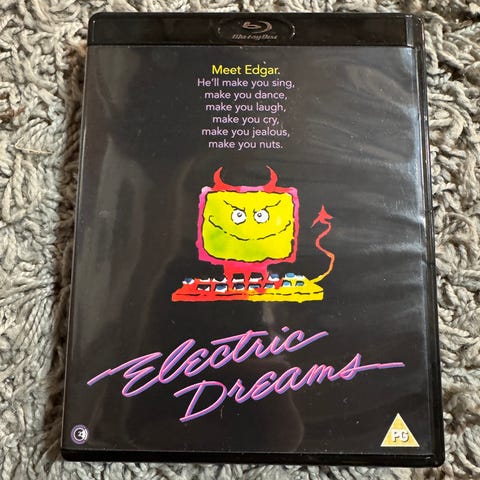 Blu-ray Disc
Meet Edgar.
He'll make you sing,
make you dance,
make you laugh,
make you cry,
make you jealous,
make you nuts.
Electric
Dreams
PG